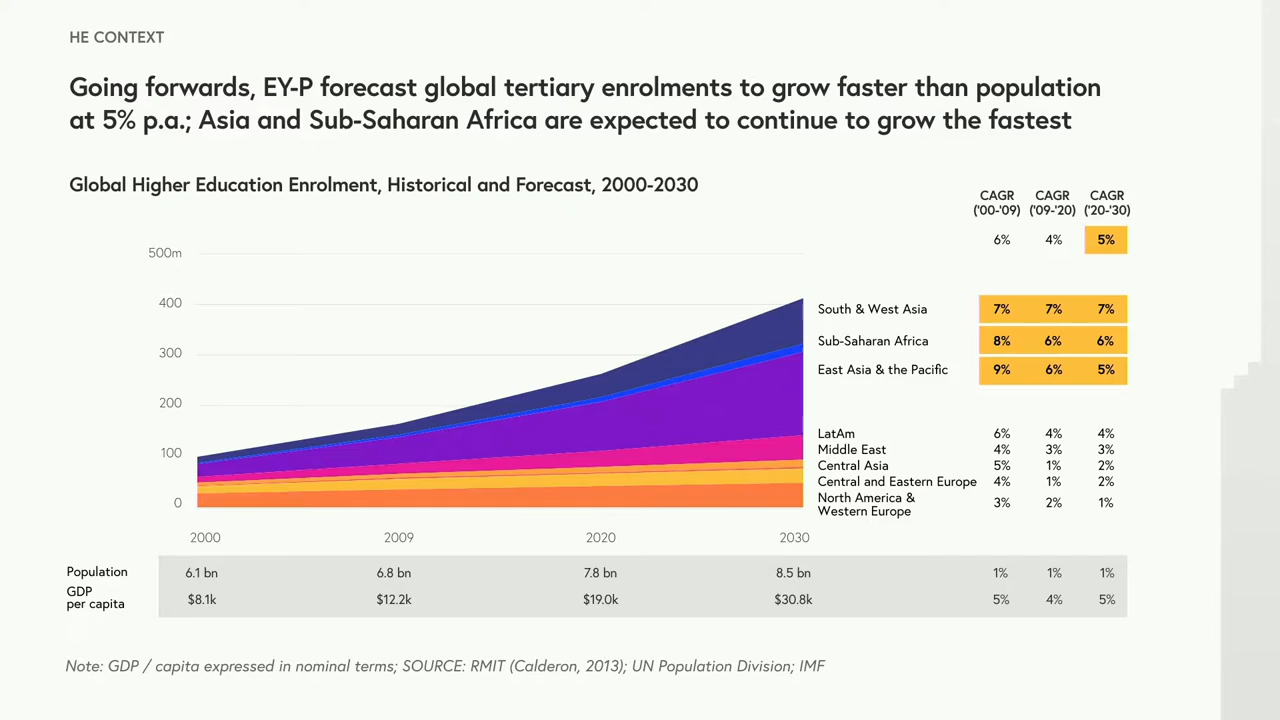 HE CONTEXT
Going forwards, EY-P forecast global tertiary enrolments to grow faster than population
at 5% p.a.; Asia and Sub-Saharan Africa are expected to continue to grow the fastest
Global Higher Education Enrolment, Historical and Forecast, 2000-2030
CAGR CAGR CAGR
('00-'09) ('09-'20) ('20-'30)
6% 4% 5%
500m
400
300
200
100
0
South & West Asia 7% 7% 7%
Sub-Saharan Africa 8% 6% 6%
East Asia & the Pacific 9% 6% 5%
LatAm 6% 4% 4%
Middle East 4% 3% 3%
Central Asia 5% 1% 2%
Central and Eastern Europe 4% 1% 2%
North America &
Western Europe 3% 2% 1%
2000 2009 2020 2030
Population 6.1 bn 6.8 bn 7.8 bn 8.5 bn 1% 1% 1%
GDP
per capita $8.1k $12.2k $19.0k $30.8k 5% 4% 5%
Note: GDP / capita expressed in nominal terms; SOURCE: RMIT (Calderon, 2013); UN Population Division; IMF